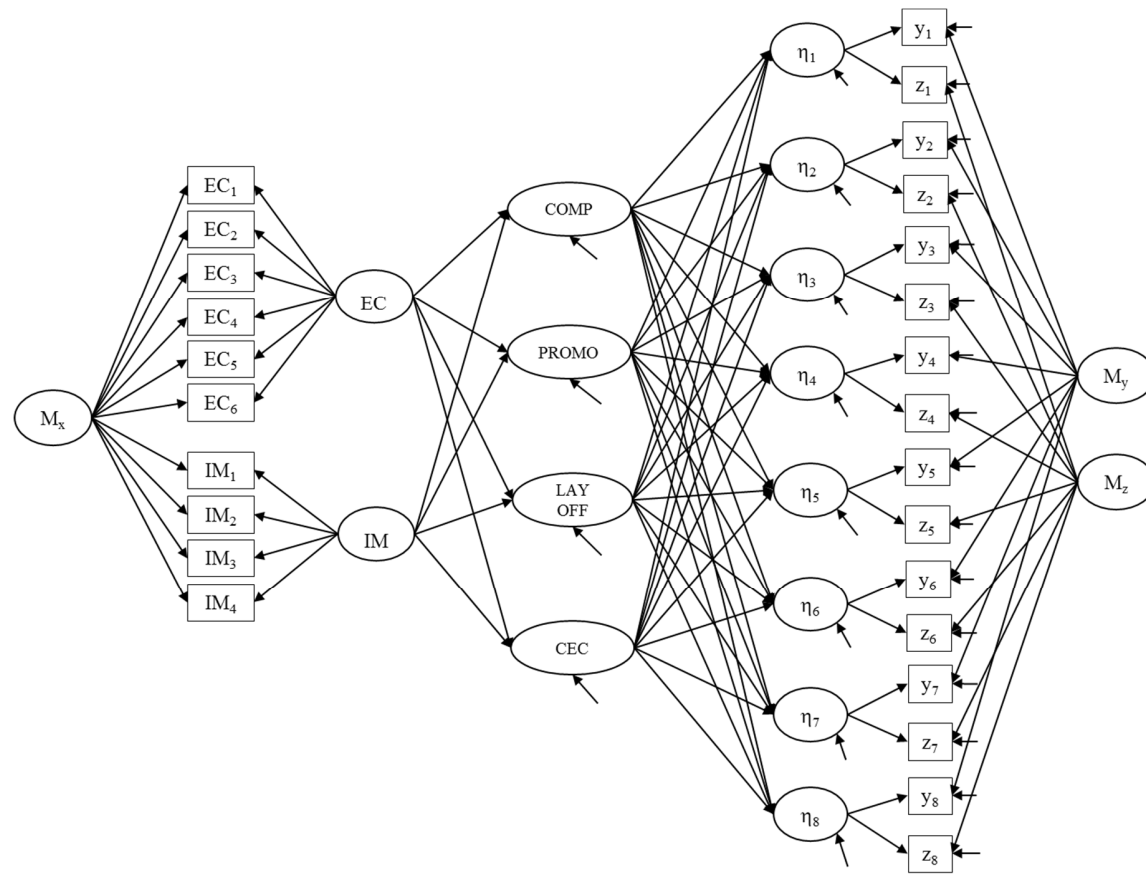 Mₓ
EC₁
EC₂
EC₃
EC₄
EC₅
EC₆
IM₁
IM₂
IM₃
IM₄
EC
IM
COMP
PROMO
LAY
OFF
CEC
η₁
η₂
η₃
η₄
η₅
η₆
η₇
η₈
y₁
z₁
y₂
z₂
y₃
z₃
y₄
z₄
y₅
z₅
y₆
z₆
y₇
z₇
y₈
z₈
Mᵧ
M_z